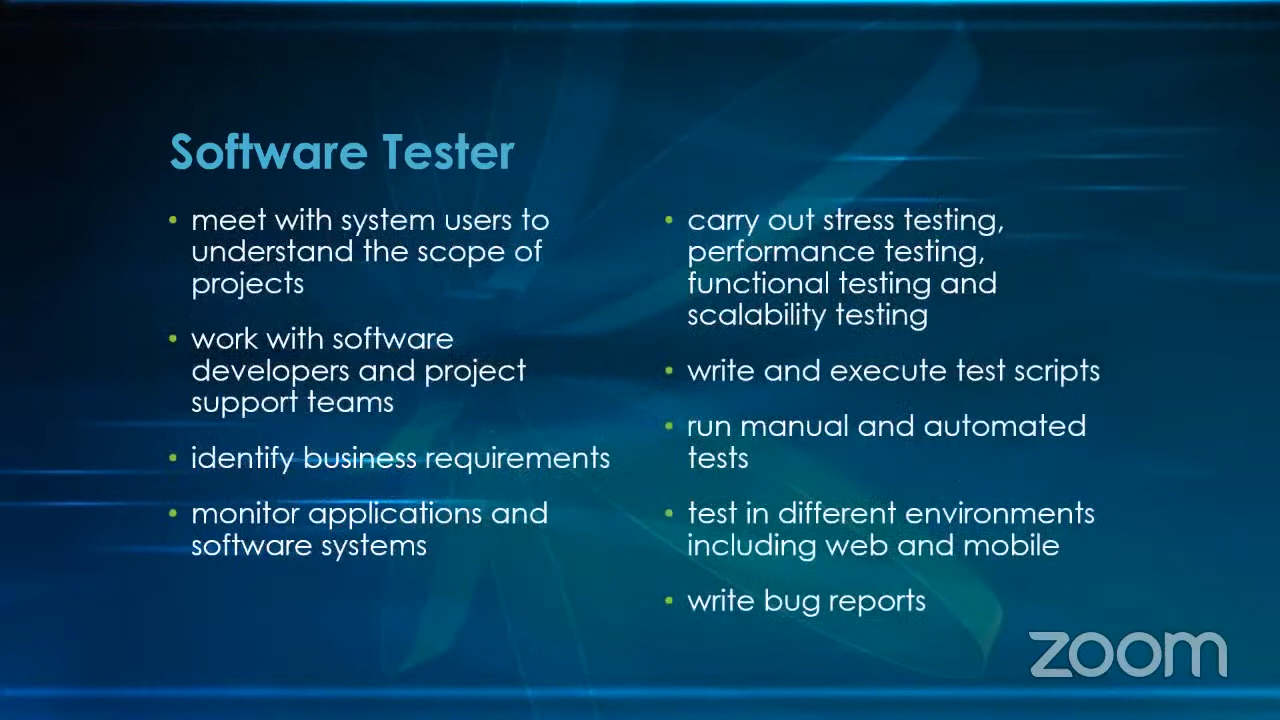 Software Tester
• meet with system users to
understand the scope of
projects
• work with software
developers and project
support teams
• identify business requirements
• monitor applications and
software systems
• carry out stress testing,
performance testing,
functional testing and
scalability testing
• write and execute test scripts
• run manual and automated
tests
• test in different environments
including web and mobile
• write bug reports
zoom